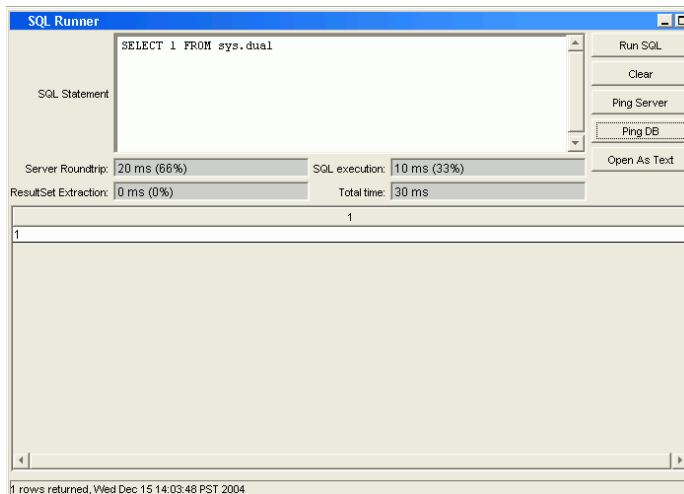 SQL Runner
SELECT 1 FROM sys.dual
SQL Statement
Run SQL
Clear
Ping Server
Ping DB
Open As Text
Server Roundtrip: 20 ms (66%) SQL execution: 10 ms (33%)
ResultSet Extraction: 0 ms (0%) Total time: 30 ms
1
1
1 rows returned, Wed Dec 15 14:03:48 PST 2004